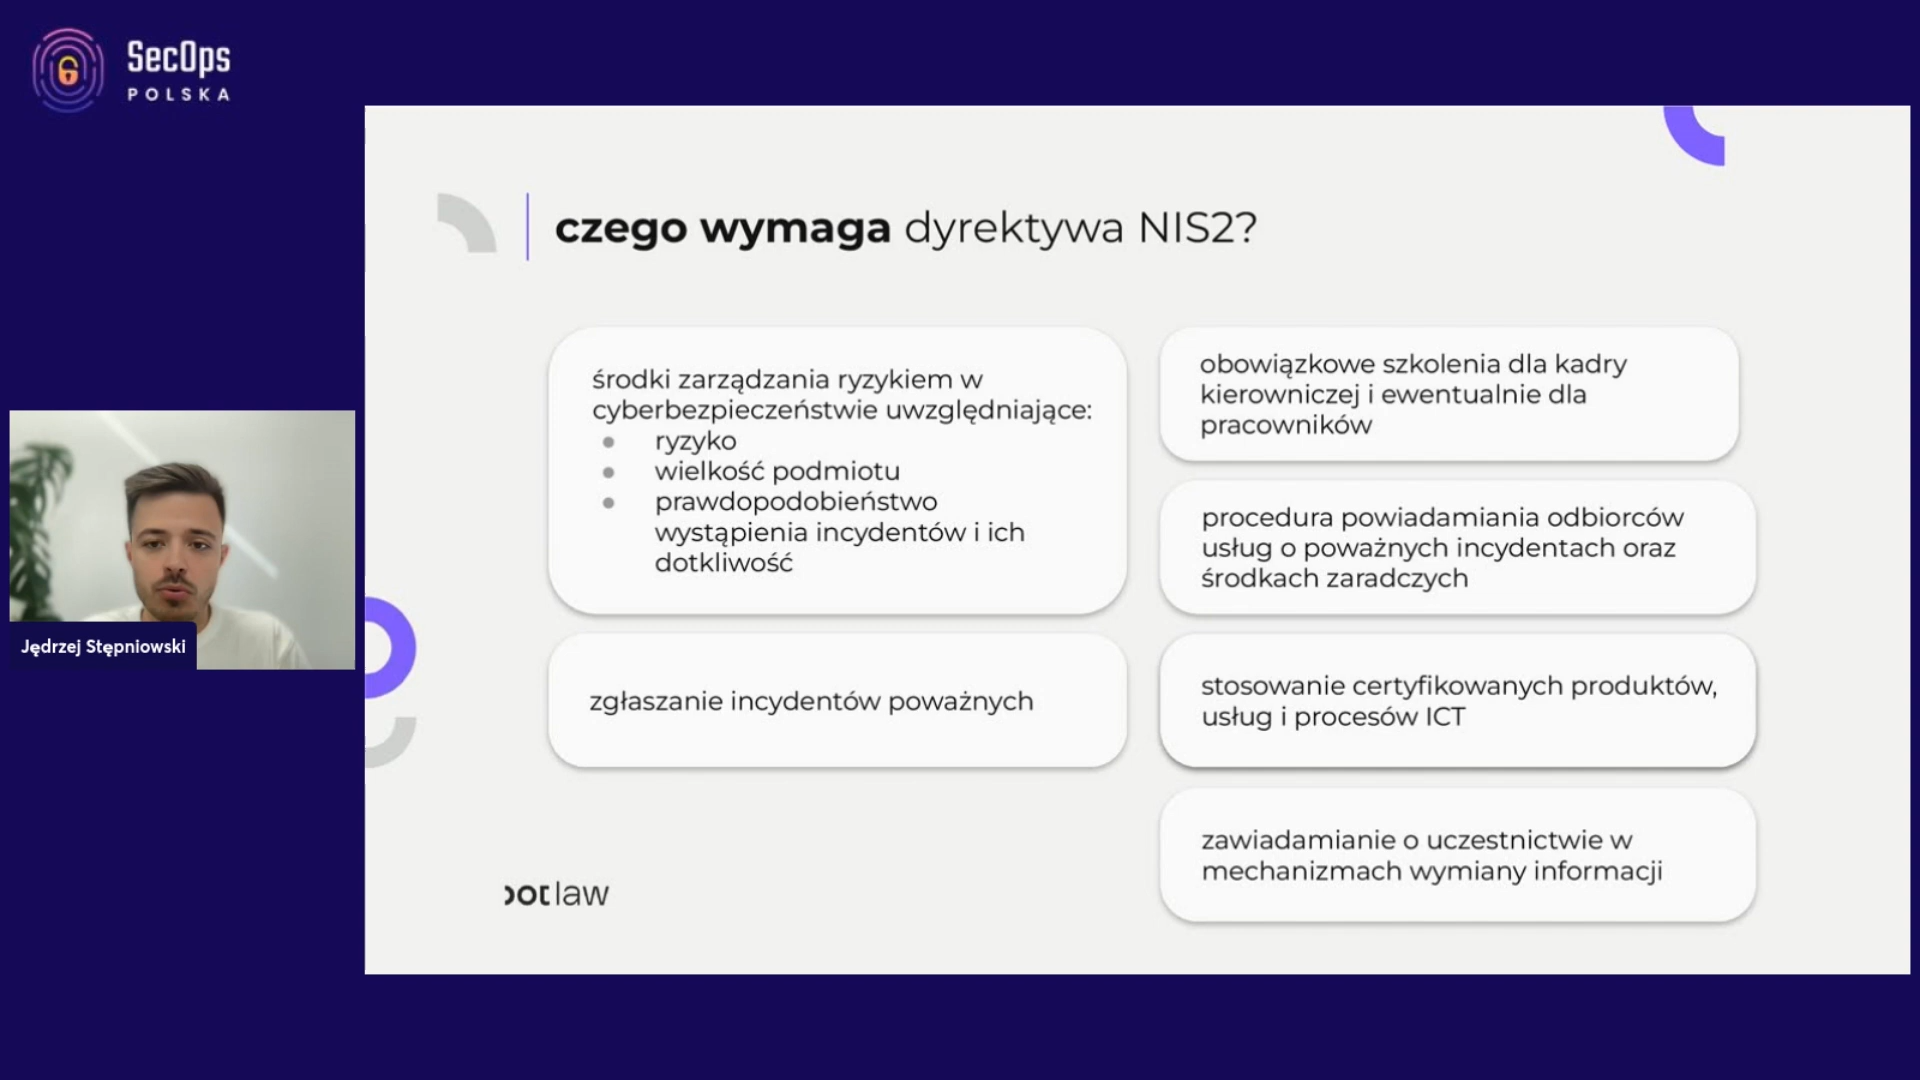 SecOps
POLSKA
czego wymaga dyrektywa NIS2?
środki zarządzania ryzykiem w
cyberbezpieczeństwie uwzględniające:
ryzyko
wielkość podmiotu
prawdopodobieństwo
wystąpienia incydentów i ich
dotkliwość
zgłaszanie incydentów poważnych
obowiązkowe szkolenia dla kadry
kierowniczej i ewentualnie dla
pracowników
procedura powiadamiania odbiorców
usług o poważnych incydentach oraz
środkach zaradczych
stosowanie certyfikowanych produktów,
usług i procesów ICT
zawiadamianie o uczestnictwie w
mechanizmach wymiany informacji
Jędrzej Stępniowski
law